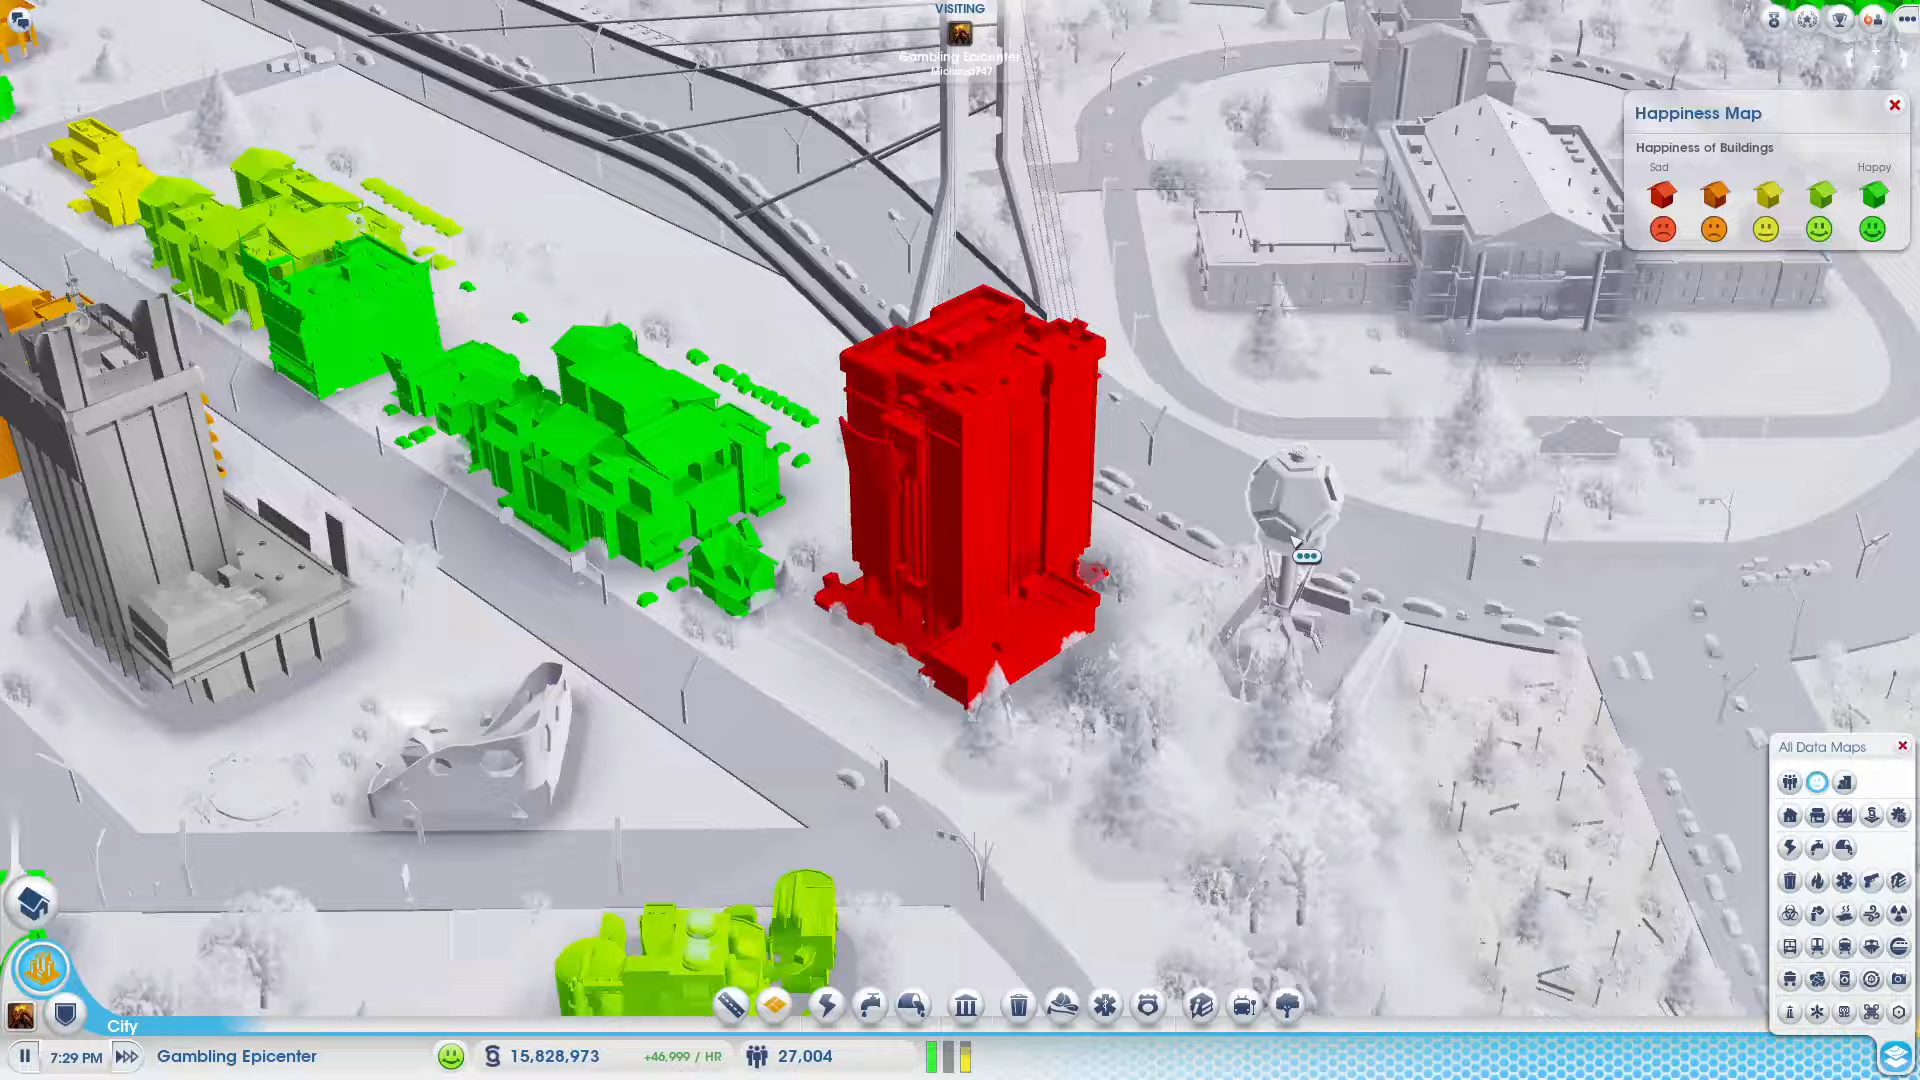 VISITING
Gambling Epicenter
Happiness Map
Happiness of Buildings
Sad
Happy
All Data Maps
City
7:29 PM
Gambling Epicenter
15,828,973
+46,999 / HR
27,004